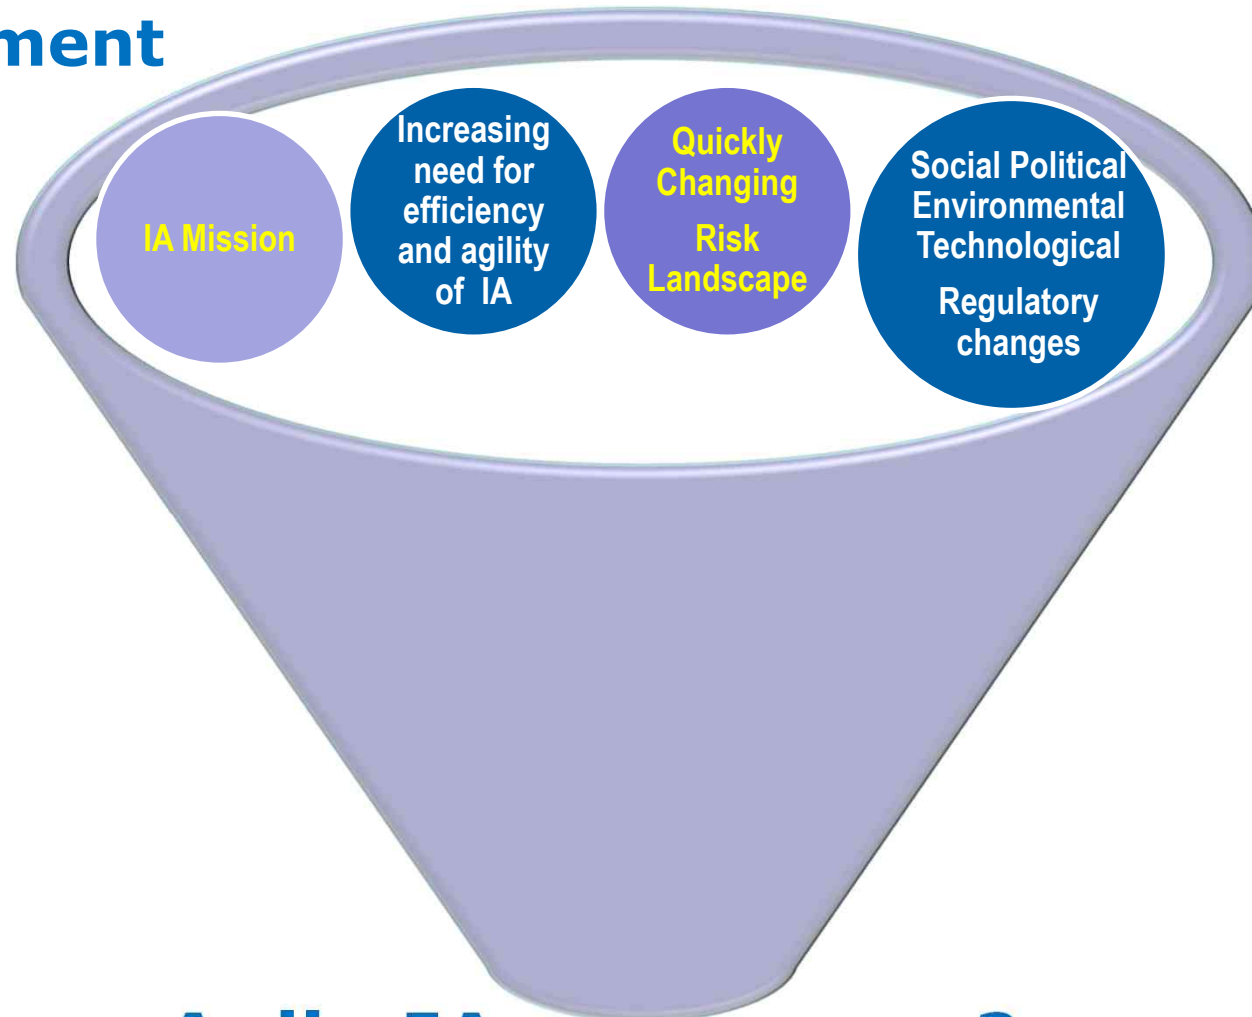 ment
IA Mission
Increasing
need for
efficiency
and agility
of IA
Quickly
Changing
Risk
Landscape
Social Political
Environmental
Technological
Regulatory
changes